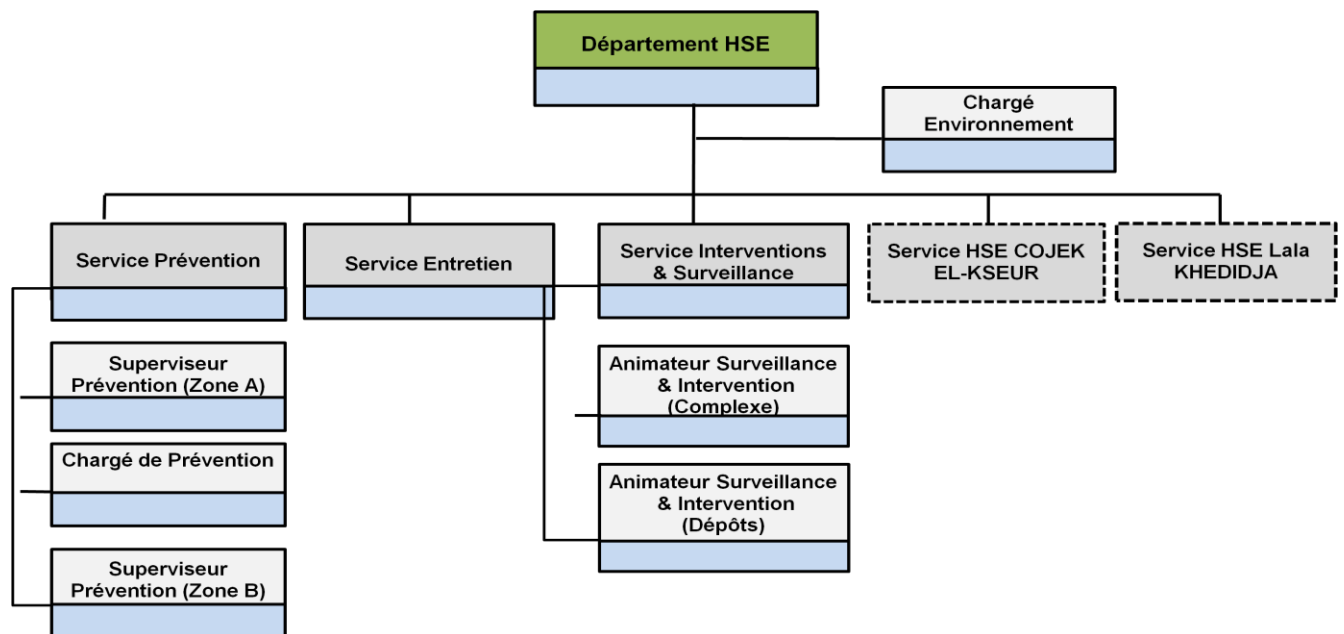 Département HSE
Chargé
Environnement
Service Prévention
Service Entretien
Service Interventions
& Surveillance
Service HSE COJEK
EL-KSEUR
Service HSE Lala
KHEDIDJA
Superviseur
Prévention (Zone A)
Chargé de Prévention
Superviseur
Prévention (Zone B)
Animateur Surveillance
& Intervention
(Complexe)
Animateur Surveillance
& Intervention
(Dépôts)